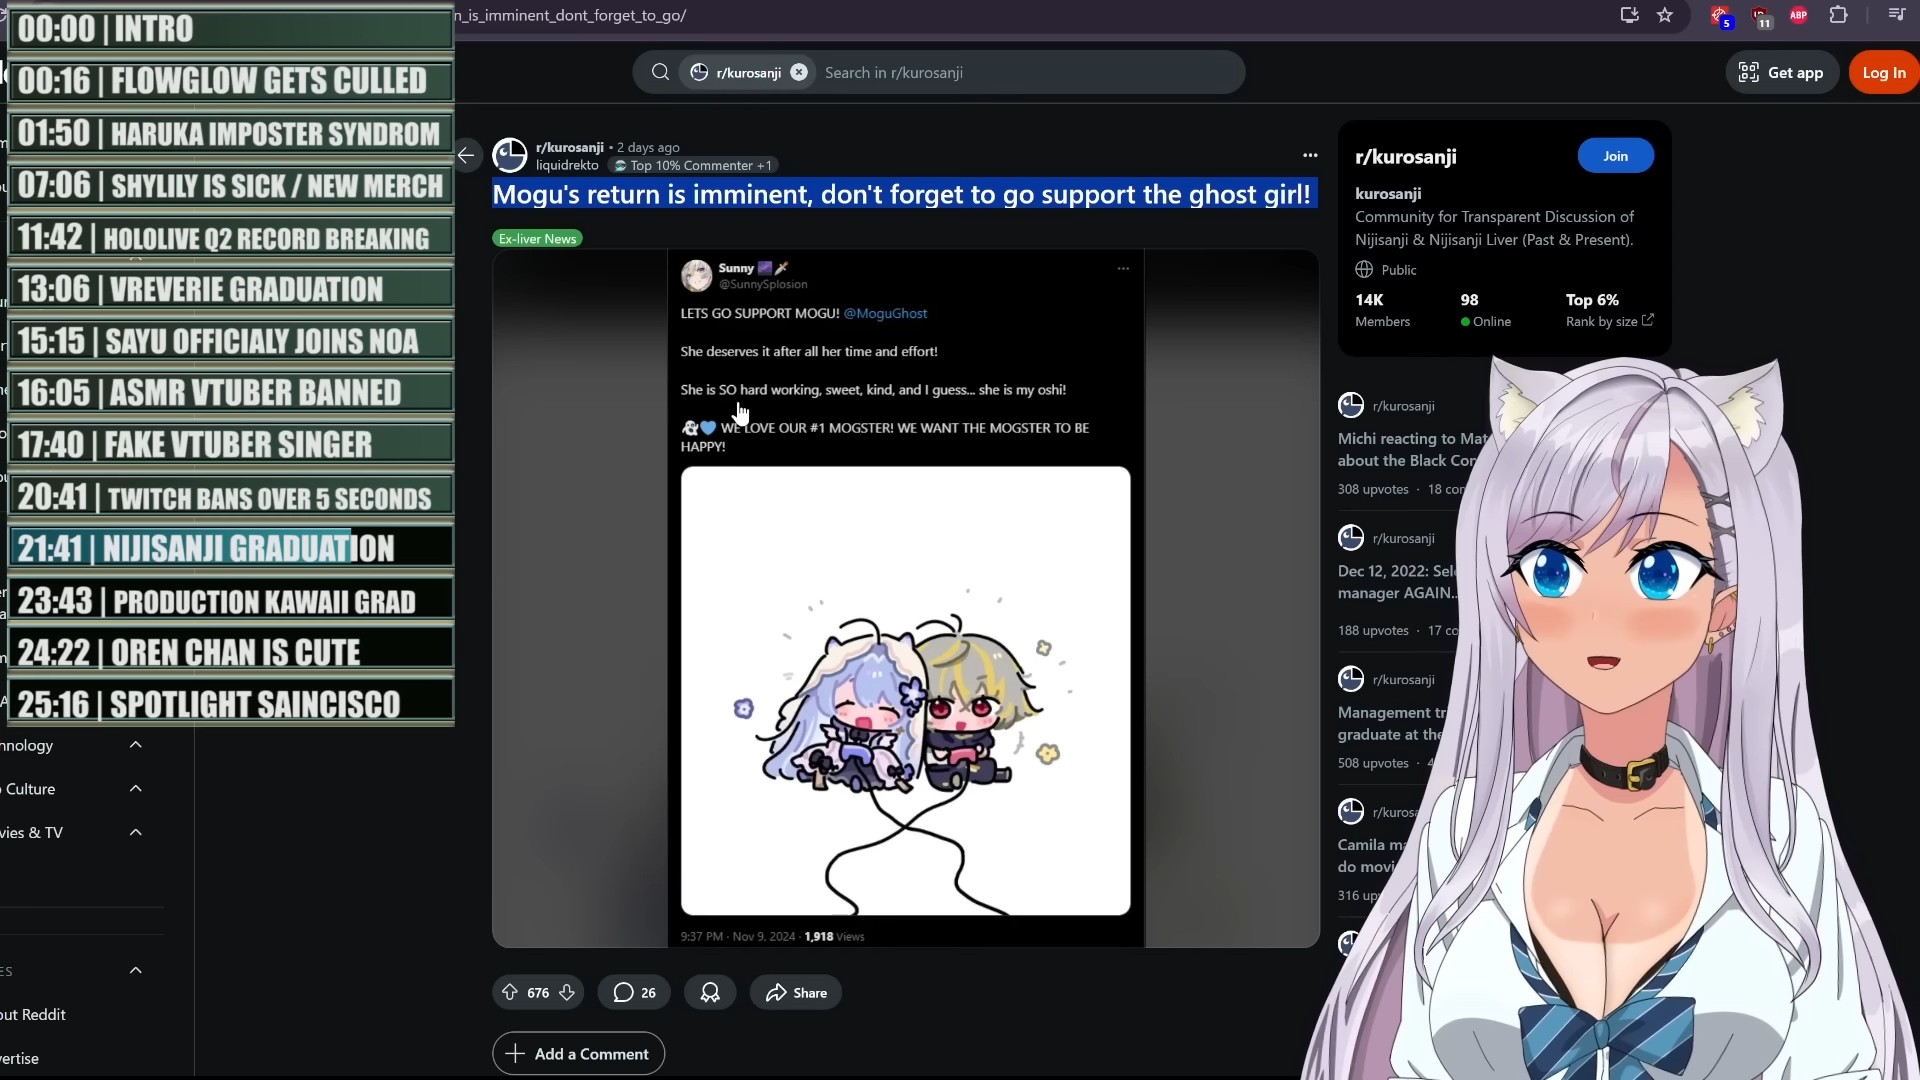 00:00 | INTRO
00:16 | FLOWGLOW GETS CULLED
01:50 | HARUKA IMPOSTER SYNDROM
07:06 | SHYLILY IS SICK / NEW MERCH
11:42 | HOLOLIVE Q2 RECORD BREAKING
13:06 | VREVERIE GRADUATION
15:15 | SAYU OFFICIALY JOINS NOA
16:05 | ASMR VTUBER BANNED
17:40 | FAKE VTUBER SINGER
20:41 | TWITCH BANS OVER 5 SECONDS
21:41 | NIJISANJI GRADUATION
23:43 | PRODUCTION KAWAII GRAD
24:22 | OREN CHAN IS CUTE
25:16 | SPOTLIGHT SAINCISCO
hnology
Culture
vies & TV
ES
out Reddit
vertise
n_is_imminent_dont_forget_to_go/
5
11
ABP
r/kurosanji
Search in r/kurosanji
Get app
Log In
r/kurosanji • 2 days ago
liquidrekto
Top 10% Commenter +1
Mogu's return is imminent, don't forget to go support the ghost girl!
Ex-liver News
Sunny
@SunnySplosion
LETS GO SUPPORT MOGU! @MoguGhost
She deserves it after all her time and effort!
She is SO hard working, sweet, kind, and I guess... she is my oshi!
WE LOVE OUR #1 MOGSTER! WE WANT THE MOGSTER TO BE
HAPPY!
9:37 PM · Nov 9, 2024 · 1,918 Views
676
26
Share
Add a Comment
r/kurosanji
Join
kurosanji
Community for Transparent Discussion of
Nijisanji & Nijisanji Liver (Past & Present).
Public
14K
98
Top 6%
Members
Online
Rank by size
r/kurosanji
Michi reacting to Mat
about the Black Con
308 upvotes · 18 con
r/kurosanji
Dec 12, 2022: Sel
manager AGAIN..
188 upvotes · 17 co
r/kurosanji
Management tr
graduate at the
508 upvotes · 4
r/kurosa
Camila ma
do movi
316 up